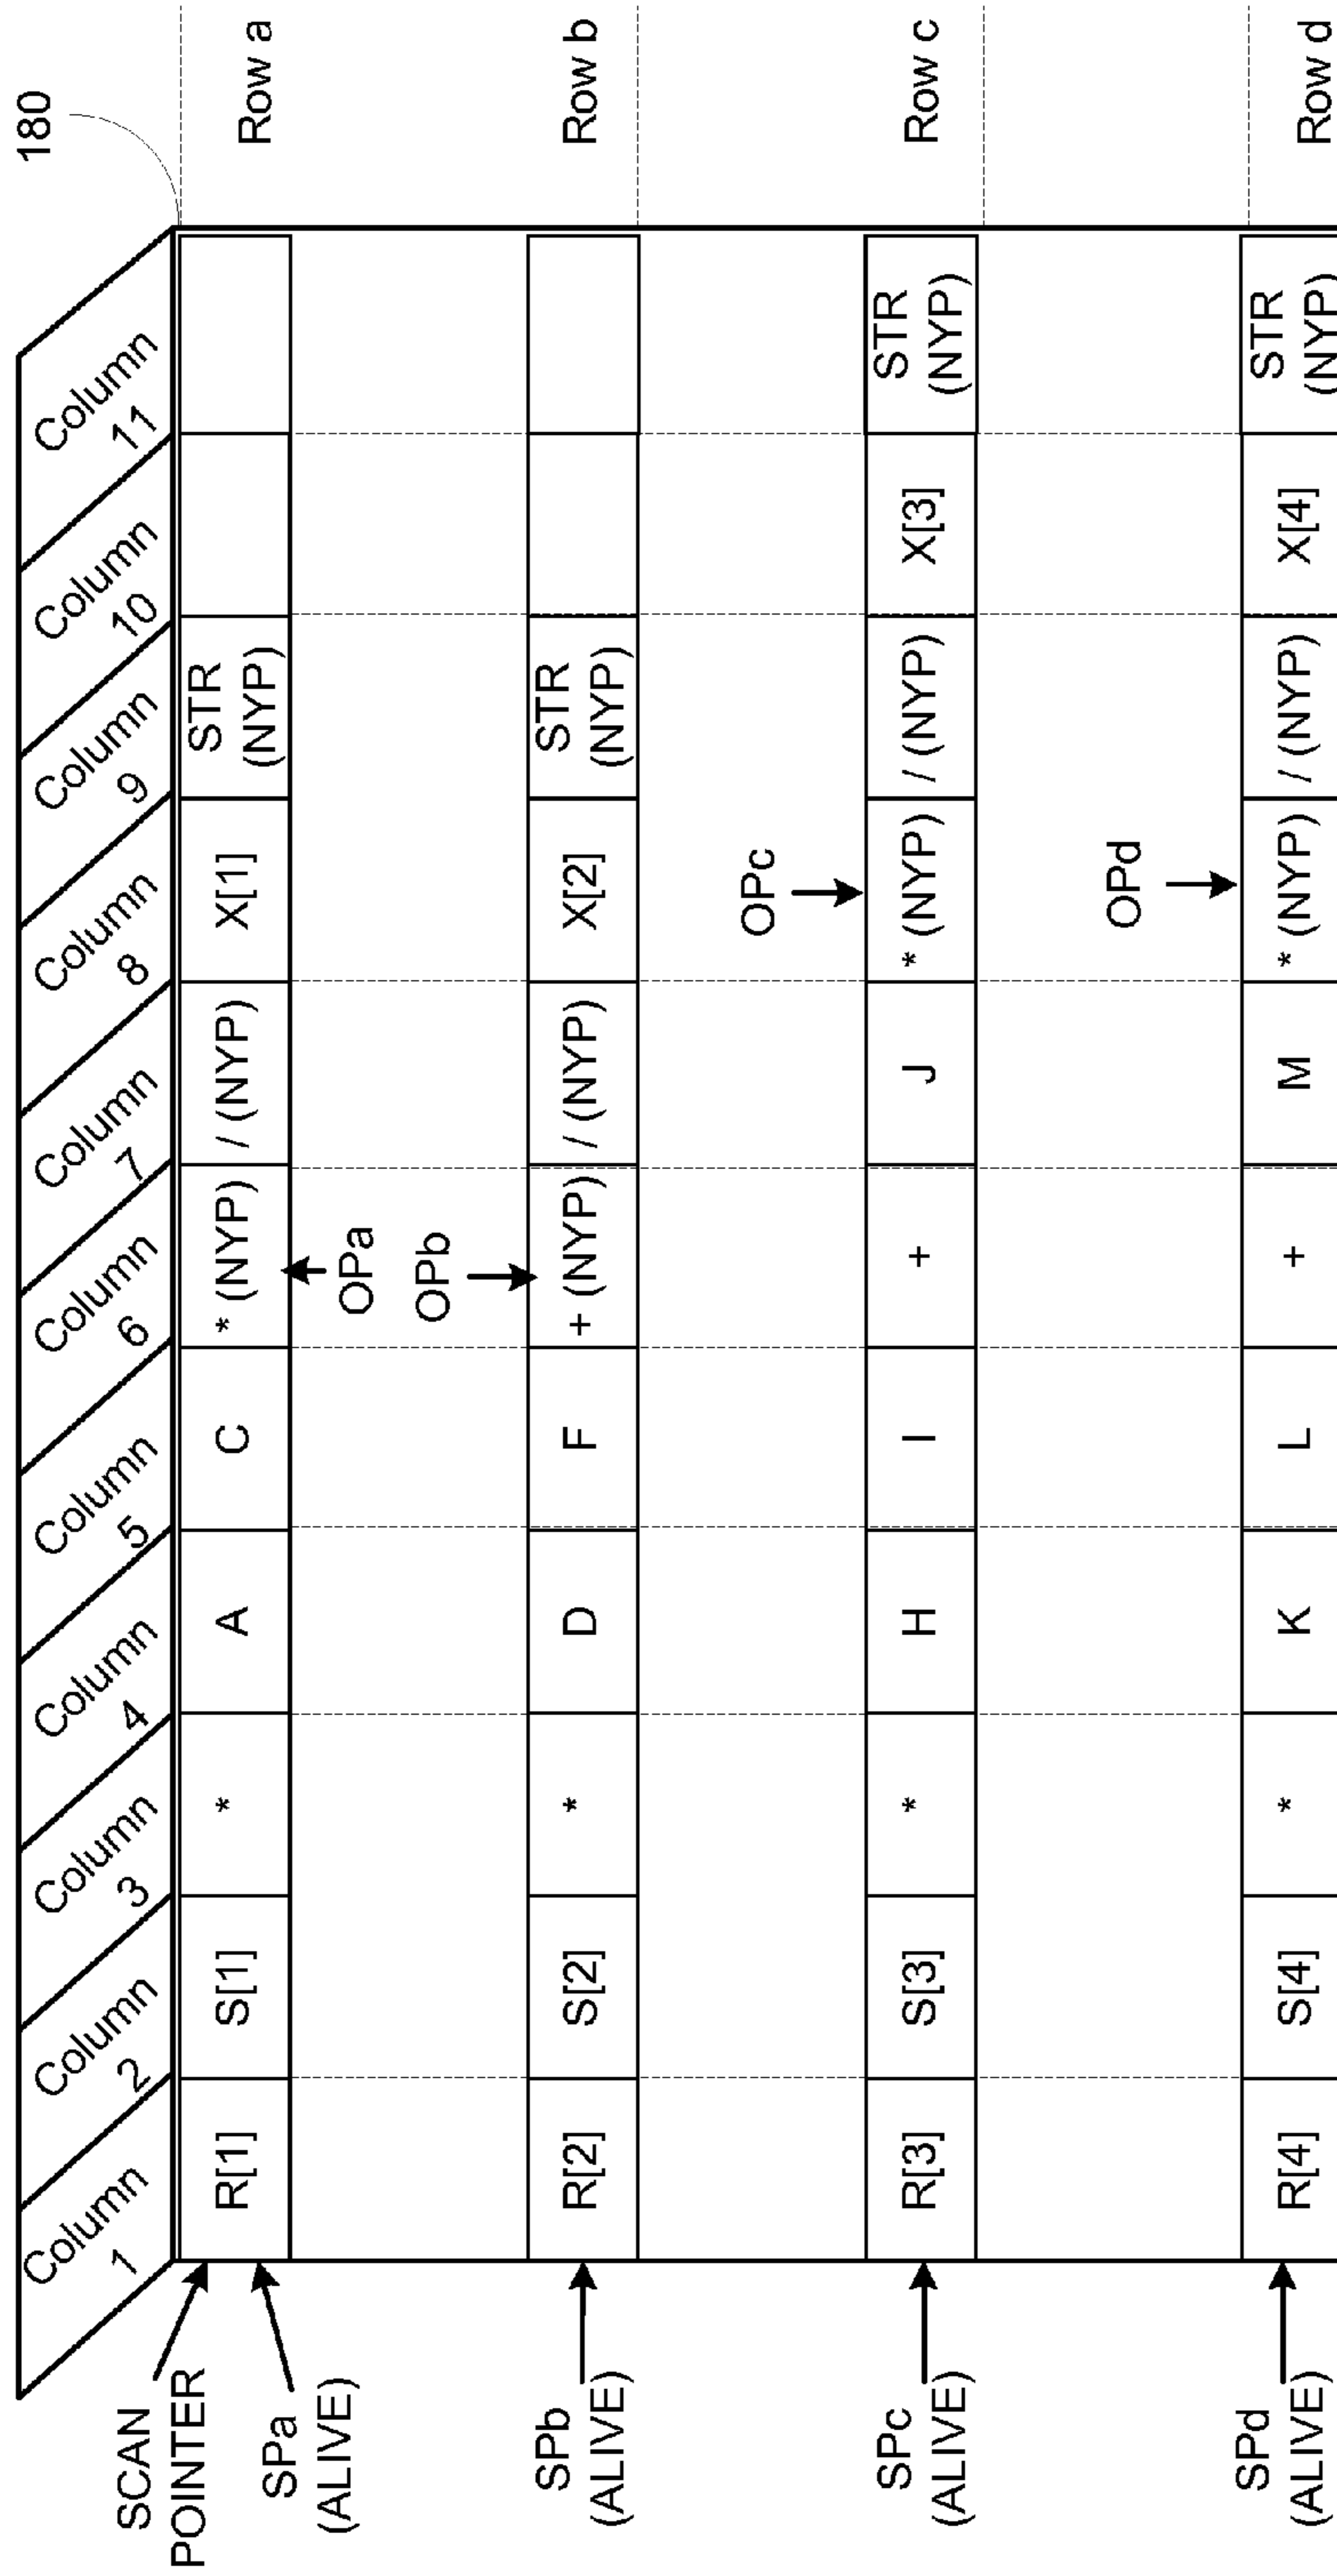 180
Column 1
Column 2
Column 3
Column 4
Column 5
Column 6
Column 7
Column 8
Column 9
Column 10
Column 11
SCAN POINTER
SPa (ALIVE)
R[1] S[1] * A C * (NYP) / (NYP) X[1] STR (NYP)
Row a
OPa
OPb
SPb (ALIVE)
R[2] S[2] * D F + (NYP) / (NYP) X[2] STR (NYP)
Row b
OPc
SPc (ALIVE)
R[3] S[3] * H I + J * (NYP) / (NYP) X[3] STR (NYP)
Row c
OPd
SPd (ALIVE)
R[4] S[4] * K L + M * (NYP) / (NYP) X[4] STR (NYP)
Row d